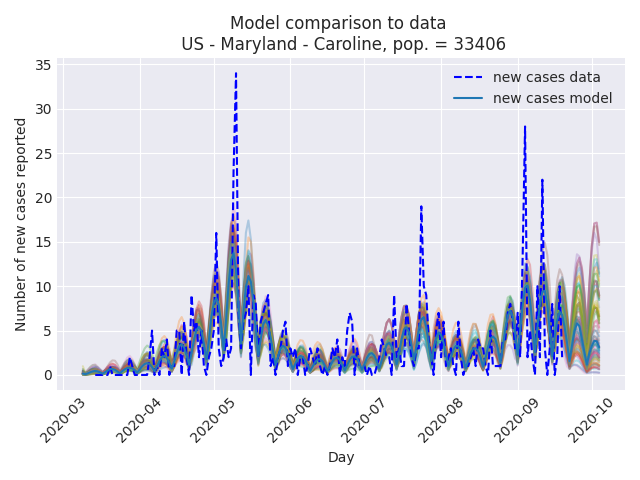 Model comparison to data
US - Maryland - Caroline, pop. = 33406
new cases data
new cases model
Number of new cases reported
35
30
25
20
15
10
5
0
2020-03
2020-04
2020-05
2020-06
2020-07
2020-08
2020-09
2020-10
Day